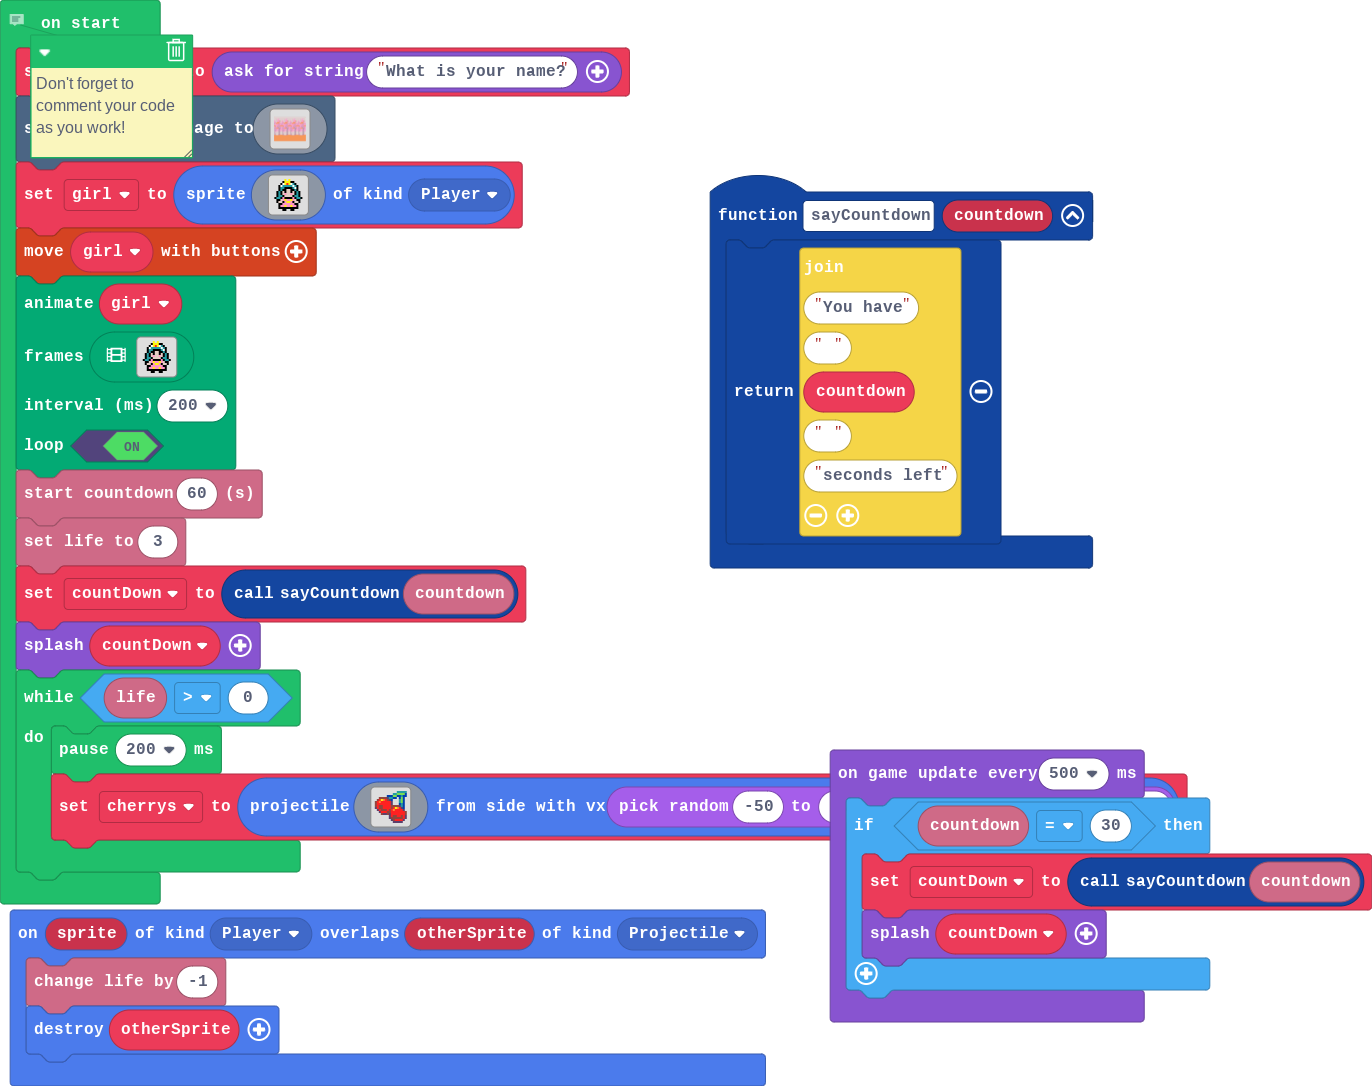 on start
Don't forget to
comment your code
as you work!
ask for string "What is your name?"
age to
set girl to sprite of kind Player
move girl with buttons
animate girl
frames
interval (ms) 200
loop ON
start countdown 60 (s)
set life to 3
set countDown to call sayCountdown countdown
splash countDown
while life > 0
do
pause 200 ms
set cherrys to projectile from side with vx pick random -50 to
on sprite of kind Player overlaps otherSprite of kind Projectile
change life by -1
destroy otherSprite
function sayCountdown countdown
join
"You have"
" "
return countdown
" "
"seconds left"
on game update every 500 ms
if countdown = 30 then
set countDown to call sayCountdown countdown
splash countDown